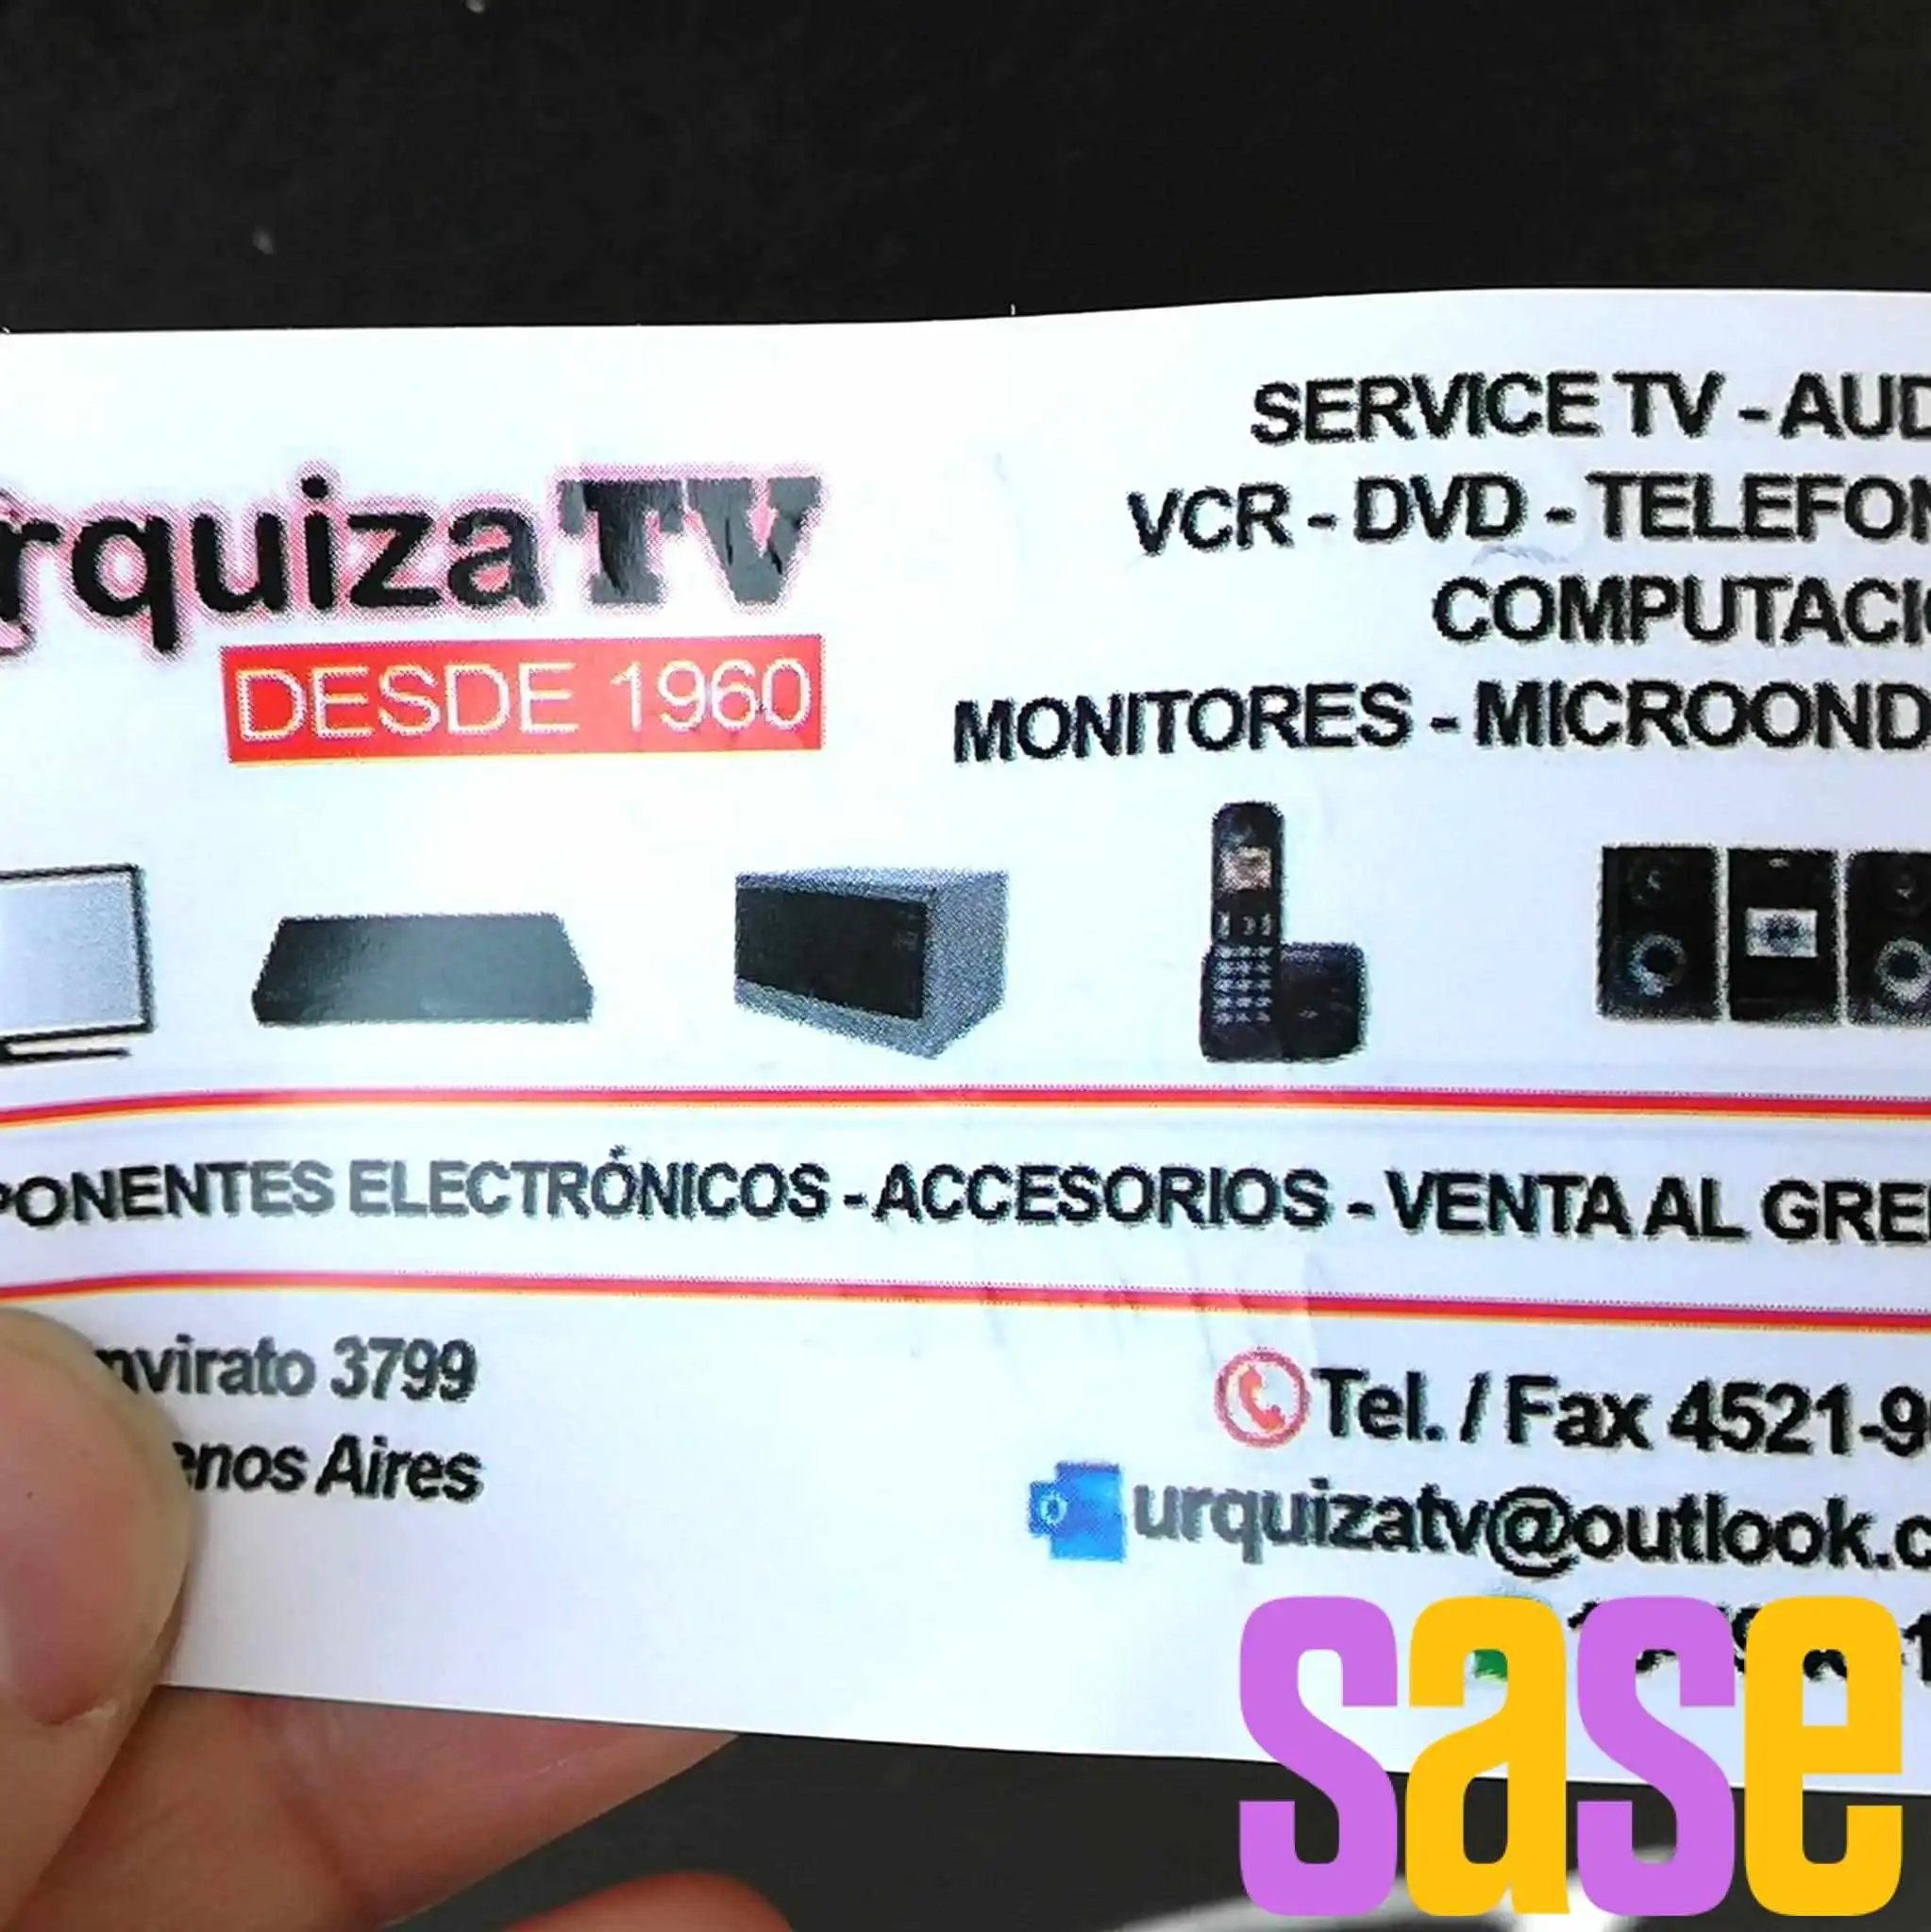 rquiza TV
DESDE 1960
SERVICE TV - AUD
VCR - DVD - TELEFON
COMPUTACI
MONITORES - MICROOND
PONENTES ELECTRÓNICOS - ACCESORIOS - VENTA AL GRE
nvirato 3799
enos Aires
Tel. / Fax 4521-9
urquizatv@outlook.c
sase